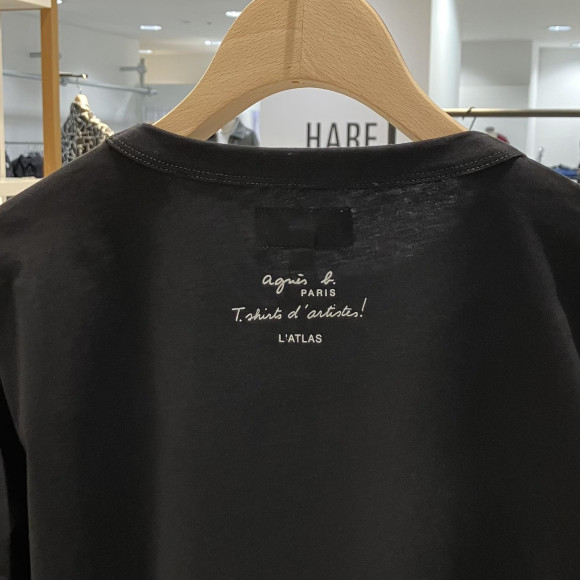 HARE
agnès b.
PARIS
T.shirts d'artistes!
L'ATLAS